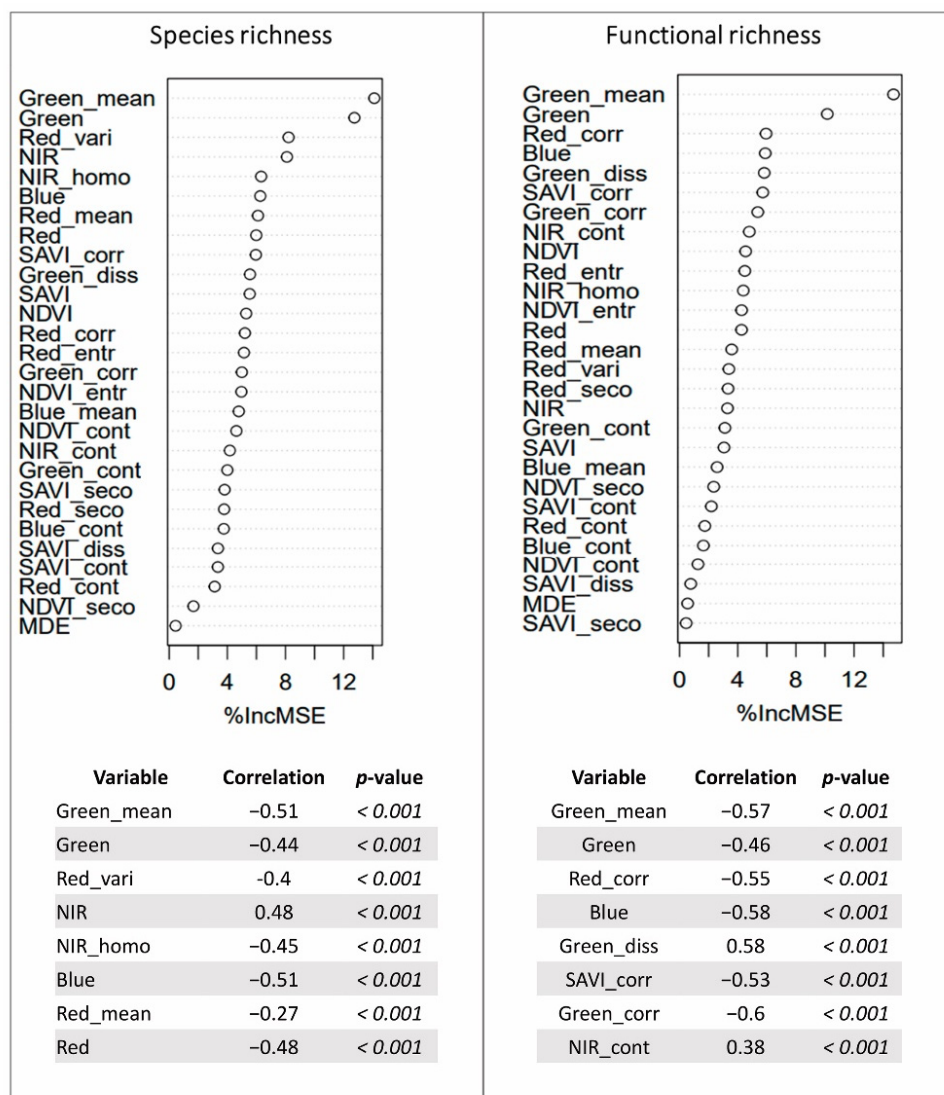 Species richness
Green_mean
Green
Red_vari
NIR
NIR_homo
Blue
Red_mean
Red
SAVI_corr
Green_diss
SAVI
NDVI
Red_corr
Red_entr
Green_corr
NDVI_entr
Blue_mean
NDVI_cont
NIR_cont
Green_cont
SAVI_seco
Red_seco
Blue_cont
SAVI_diss
SAVI_cont
Red_cont
NDVI_seco
MDE
0 4 8 12
%IncMSE
Variable Correlation p-value
Green_mean −0.51 < 0.001
Green −0.44 < 0.001
Red_vari -0.4 < 0.001
NIR 0.48 < 0.001
NIR_homo −0.45 < 0.001
Blue −0.51 < 0.001
Red_mean −0.27 < 0.001
Red −0.48 < 0.001
Functional richness
Green_mean
Green
Red_corr
Blue
Green_diss
SAVI_corr
Green_corr
NIR_cont
NDVI
Red_entr
NIR_homo
NDVI_entr
Red
Red_mean
Red_vari
Red_seco
NIR
Green_cont
SAVI
Blue_mean
NDVI_seco
SAVI_cont
Red_cont
Blue_cont
NDVI_cont
SAVI_diss
MDE
SAVI_seco
0 4 8 12
%IncMSE
Variable Correlation p-value
Green_mean −0.57 < 0.001
Green −0.46 < 0.001
Red_corr −0.55 < 0.001
Blue −0.58 < 0.001
Green_diss 0.58 < 0.001
SAVI_corr −0.53 < 0.001
Green_corr −0.6 < 0.001
NIR_cont 0.38 < 0.001